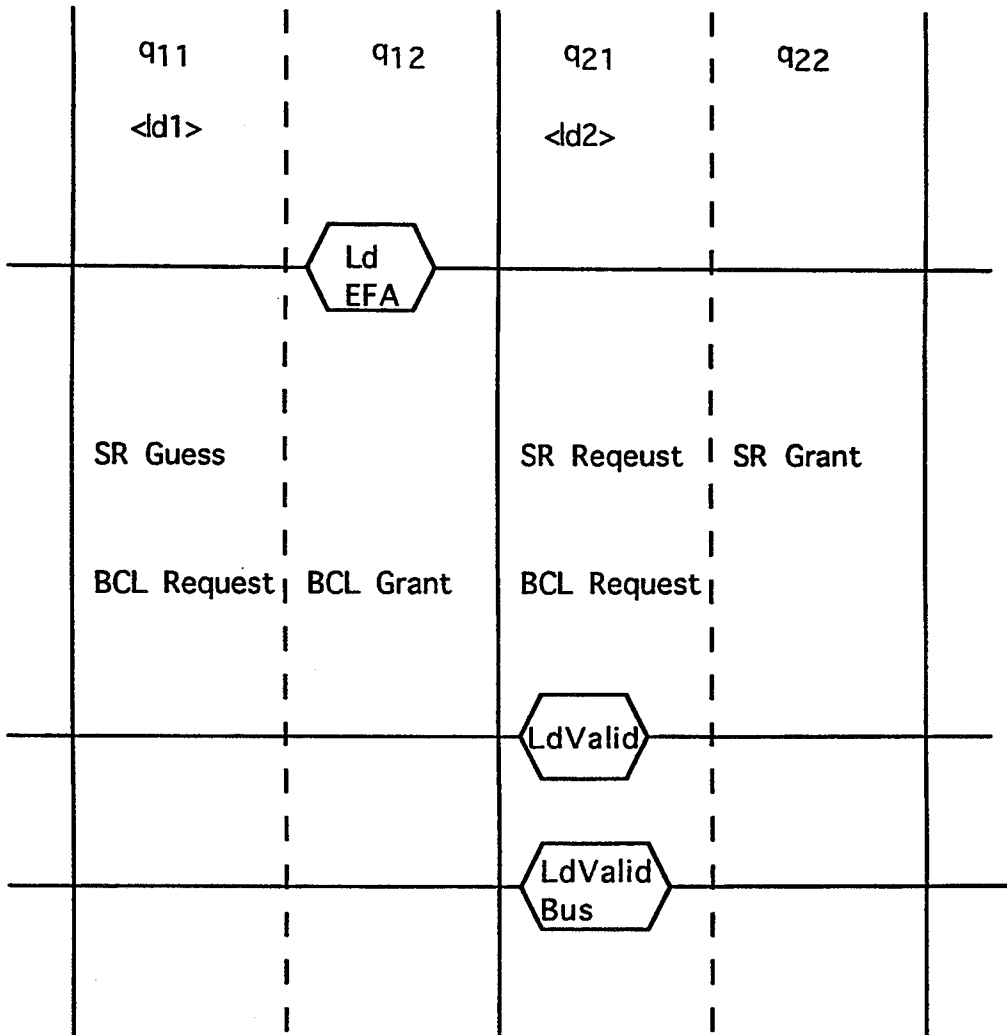 q11 q12 q21 q22
<ld1> <ld2>
Ld
EFA
SR Guess SR Reqeust SR Grant
BCL Request BCL Grant BCL Request
LdValid
LdValid
Bus